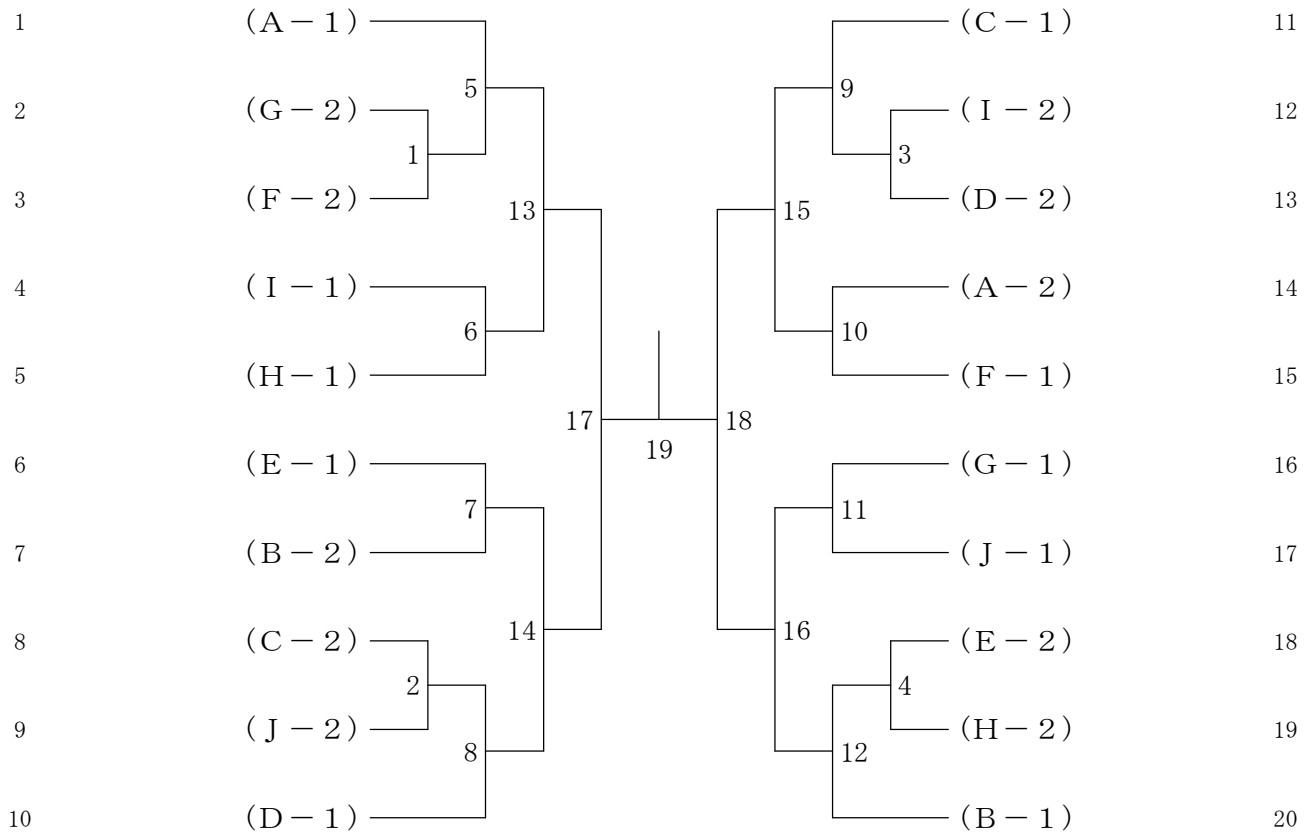 1 (A－1) (C－1) 11
5 9
2 (G－2) (I－2) 12
1 3
3 (F－2) (D－2) 13
13 15
4 (I－1) (A－2) 14
6 10
5 (H－1) (F－1) 15
17 18
19
6 (E－1) (G－1) 16
7 11
7 (B－2) (J－1) 17
14 16
8 (C－2) (E－2) 18
2 4
9 (J－2) (H－2) 19
8 12
10 (D－1) (B－1) 20